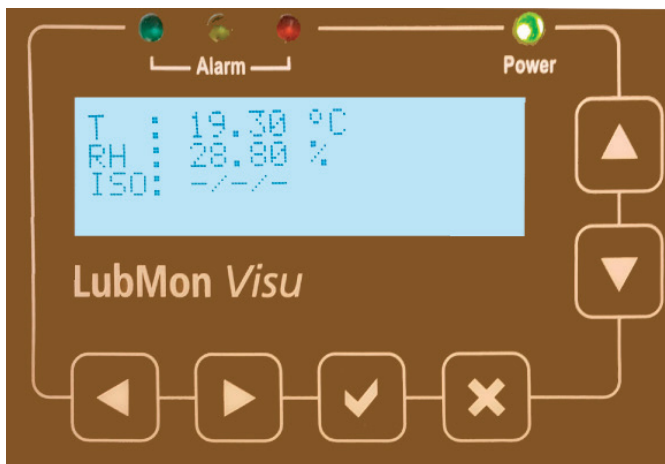 Alarm
Power
T : 19.30 °C
RH : 28.80 %
ISO: -/-/-
LubMon Visu